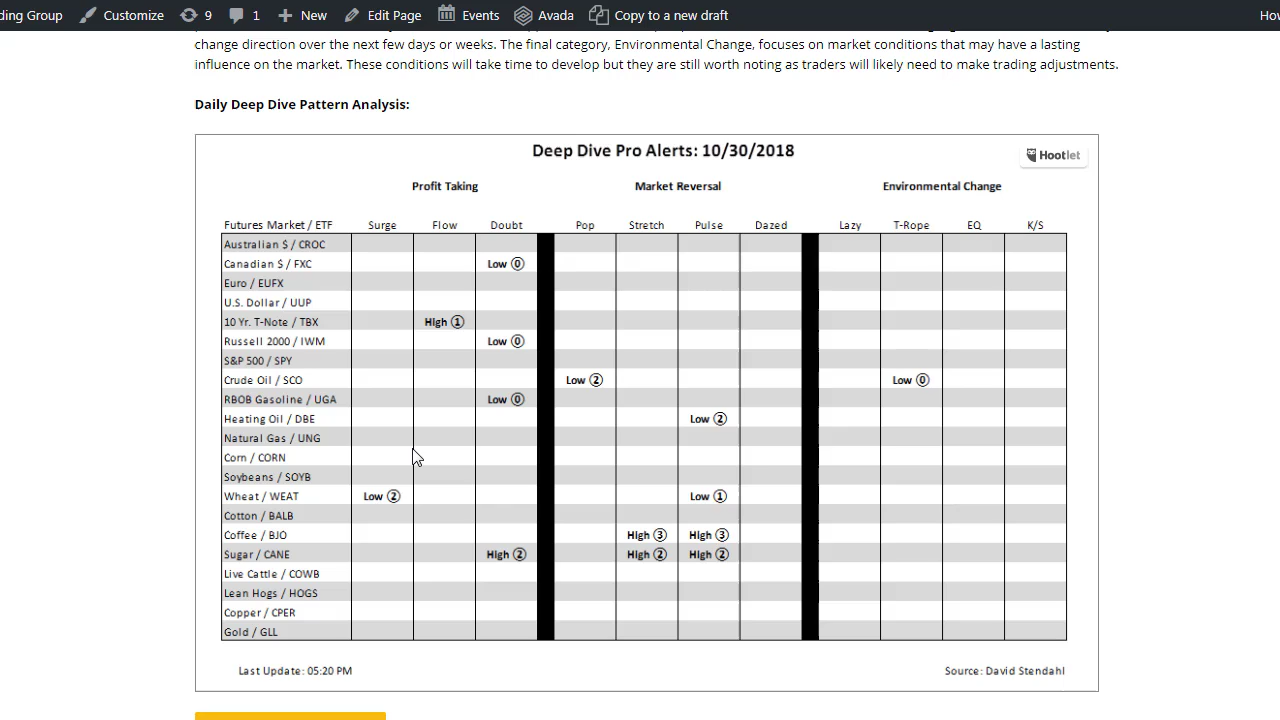 ding Group Customize 9 1 New Edit Page Events Avada Copy to a new draft How
change direction over the next few days or weeks. The final category, Environmental Change, focuses on market conditions that may have a lasting
influence on the market. These conditions will take time to develop but they are still worth noting as traders will likely need to make trading adjustments.
Daily Deep Dive Pattern Analysis:
Deep Dive Pro Alerts: 10/30/2018
Hootlet
Profit Taking Market Reversal Environmental Change
Futures Market / ETF Surge Flow Doubt Pop Stretch Pulse Dazed Lazy T-Rope EQ K/S
Australian $ / CROC
Canadian $ / FXC Low ⓪
Euro / EUFX
U.S. Dollar / UUP
10 Yr. T-Note / TBX High ①
Russell 2000 / IWM Low ⓪
S&P 500 / SPY
Crude Oil / SCO Low ② Low ⓪
RBOB Gasoline / UGA Low ⓪
Heating Oil / DBE Low ②
Natural Gas / UNG
Corn / CORN
Soybeans / SOYB
Wheat / WEAT Low ② Low ①
Cotton / BALB
Coffee / BJO High ③ High ③
Sugar / CANE High ② High ② High ②
Live Cattle / COWB
Lean Hogs / HOGS
Copper / CPER
Gold / GLL
Last Update: 05:20 PM Source: David Stendahl